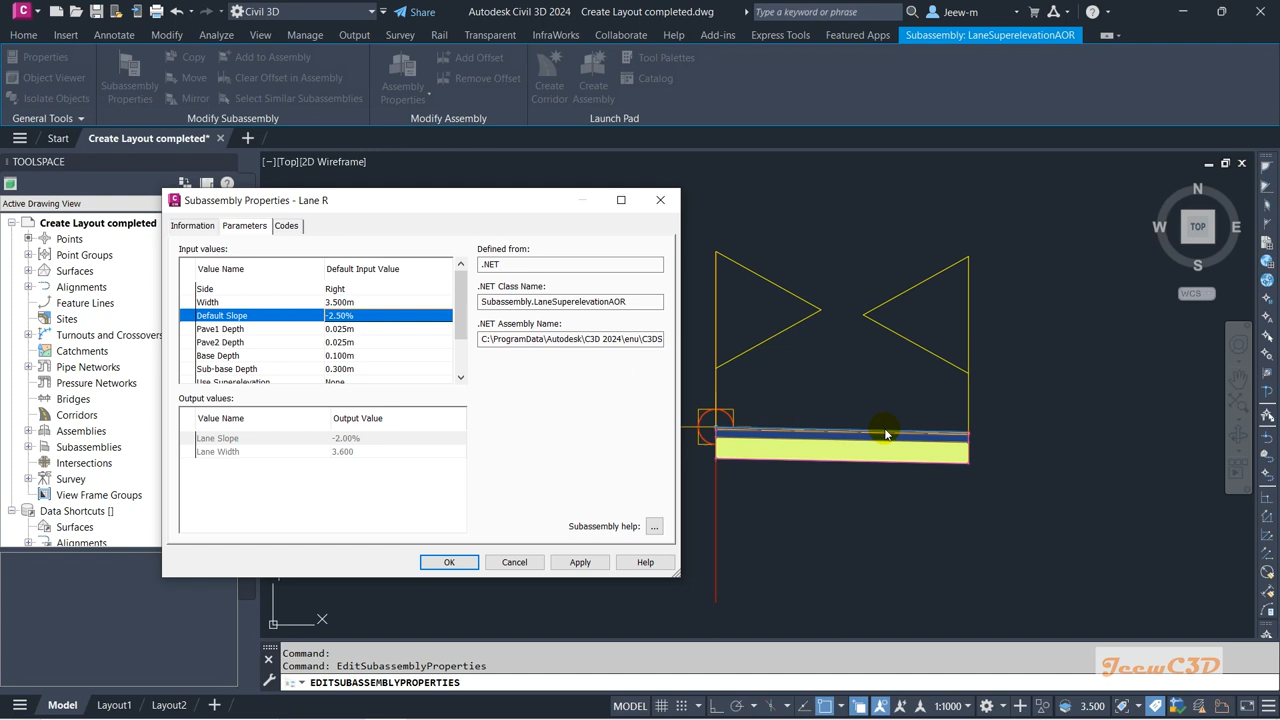 Civil 3D
Share
Autodesk Civil 3D 2024
Create Layout completed.dwg
Type a keyword or phrase
Jeew-m
Home
Insert
Annotate
Modify
Analyze
View
Manage
Output
Survey
Rail
Transparent
InfraWorks
Collaborate
Help
Add-ins
Express Tools
Featured Apps
Subassembly: LaneSuperelevationAOR
Properties
Object Viewer
Isolate Objects
General Tools
Subassembly
Properties
Copy
Move
Mirror
Add to Assembly
Clear Offset in Assembly
Select Similar Subassemblies
Modify Subassembly
Assembly
Properties
Add Offset
Remove Offset
Modify Assembly
Create
Corridor
Create
Assembly
Tool Palettes
Catalog
Launch Pad
Start
Create Layout completed*
TOOLSPACE
[−][Top][2D Wireframe]
Active Drawing View
Create Layout completed
Points
Point Groups
Surfaces
Alignments
Feature Lines
Sites
Turnouts and Crossovers
Catchments
Pipe Networks
Pressure Networks
Bridges
Corridors
Assemblies
Subassemblies
Intersections
Survey
View Frame Groups
Data Shortcuts []
Surfaces
Alignments
Subassembly Properties - Lane R
Information
Parameters
Codes
Input values:
Value Name
Default Input Value
Side
Right
Width
3.500m
Default Slope
-2.50%
Pave1 Depth
0.025m
Pave2 Depth
0.025m
Base Depth
0.100m
Sub-base Depth
0.300m
Use Superelevation
None
Output values:
Value Name
Output Value
Lane Slope
-2.00%
Lane Width
3.600
Defined from:
.NET
.NET Class Name:
Subassembly.LaneSuperelevationAOR
.NET Assembly Name:
C:\ProgramData\Autodesk\C3D 2024\enu\C3DS
Subassembly help:
...
OK
Cancel
Apply
Help
N
W
TOP
E
S
WCS
X
Command:
Command: EditSubassemblyProperties
EDITSUBASSEMBLYPROPERTIES
JeewC3D
Model
Layout1
Layout2
MODEL
1:1000
3.500